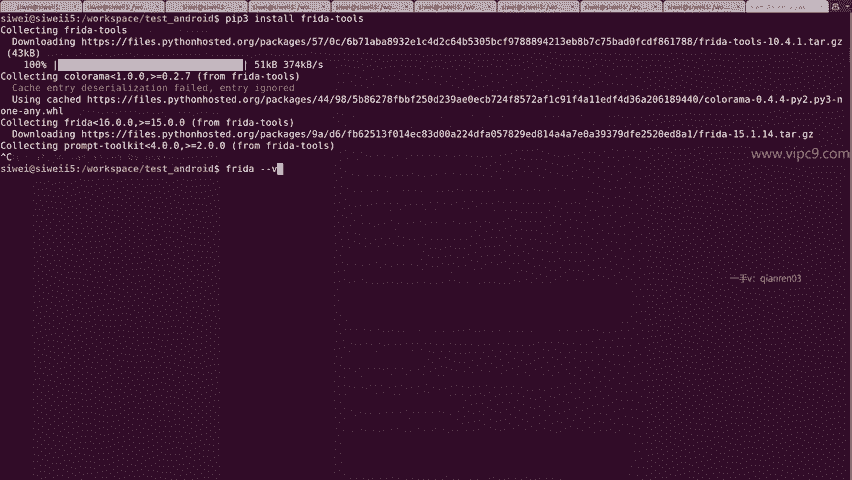 siwei@siweii5:/workspace/test_android$ pip3 install frida-tools
Collecting frida-tools
Downloading https://files.pythonhosted.org/packages/57/0c/6b71aba8932e1c4d2c64b5305bcf9788894213eb8b7c75bad0fcdf861788/frida-tools-10.4.1.tar.gz
(43kB)
100% | | 51kB 374kB/s
Collecting colorama<1.0.0,>=0.2.7 (from frida-tools)
Cache entry deserialization failed, entry ignored
Using cached https://files.pythonhosted.org/packages/44/98/5b86278fbbf250d239ae0ecb724f8572af1c91f4a11edf4d36a206189440/colorama-0.4.4-py2.py3-n
one-any.whl
Collecting frida<16.0.0,>=15.0.0 (from frida-tools)
Downloading https://files.pythonhosted.org/packages/9a/d6/fb62513f014ec83d00a224dfa057829ed814a4a7e0a39379dfe2520ed8a1/frida-15.1.14.tar.gz
Collecting prompt-toolkit<4.0.0,>=2.0.0 (from frida-tools)
^C
www.vipc9.com
siwei@siweii5:/workspace/test_android$ frida --v
一手v：qianren03